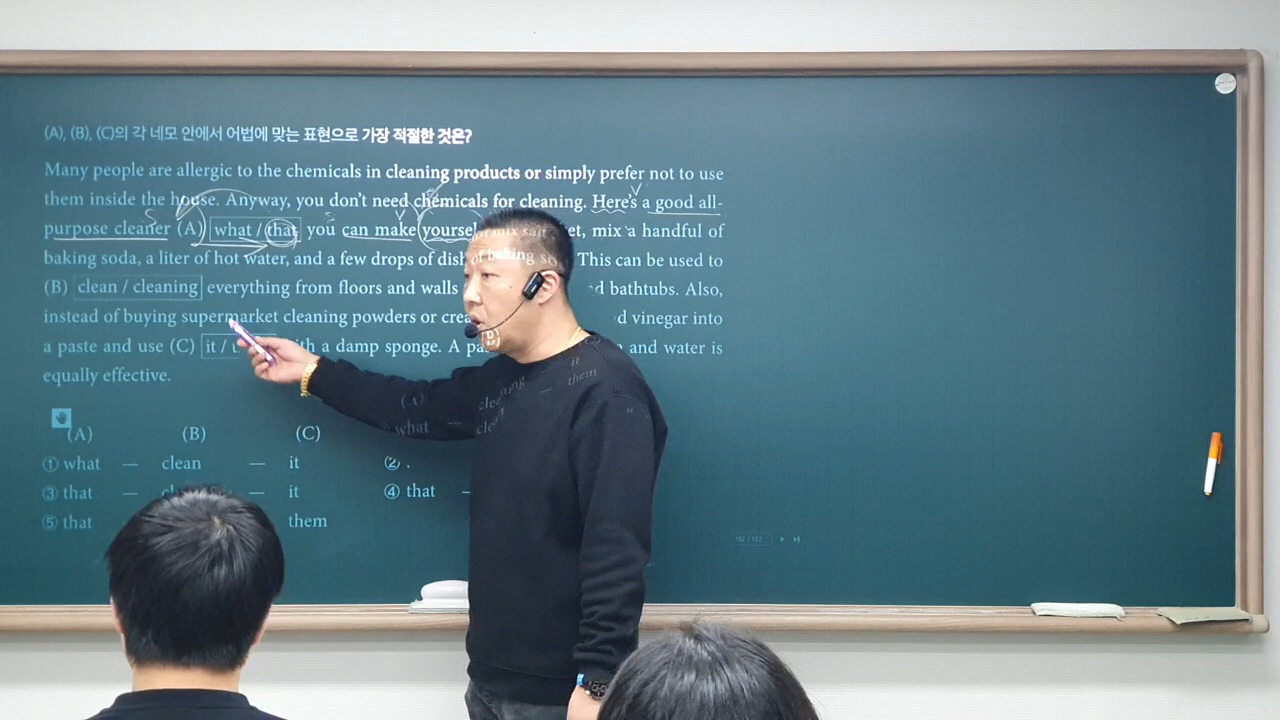 (A), (B), (C)의 각 네모 안에서 어법에 맞는 표현으로 가장 적절한 것은?
Many people are allergic to the chemicals in cleaning products or simply prefer not to use
them inside the house. Anyway, you don't need chemicals for cleaning. Here's a good all-
purpose cleaner (A) what / that you can make yourself mix a handful of
baking soda, a liter of hot water, and a few drops of of baking This can be used to
(B) clean / cleaning everything from floors and walls bathtubs. Also,
instead of buying supermarket cleaning powders or vinegar into
a paste and use (C) it / with a damp sponge. A and water is
equally effective.
(A) (B) (C)
① what — clean — it ②
③ that — — it ④ that —
⑤ that them